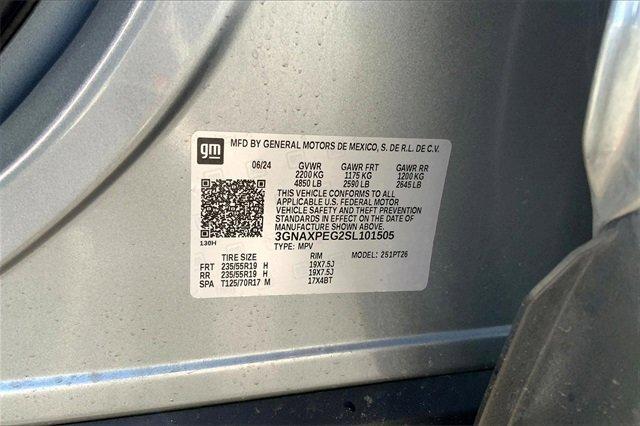 gm
MFD BY GENERAL MOTORS DE MEXICO, S. DE R.L. DE C.V.
06/24 GVWR GAWR FRT GAWR RR
2200 KG 1175 KG 1200 KG
4850 LB 2590 LB 2645 LB
THIS VEHICLE CONFORMS TO ALL
APPLICABLE U.S. FEDERAL MOTOR
VEHICLE SAFETY AND THEFT PREVENTION
STANDARDS IN EFFECT ON THE DATE OF
MANUFACTURE SHOWN ABOVE.
130H 3GNAXPEG2SL101505
TYPE: MPV MODEL: 251PT26
TIRE SIZE RIM
FRT 235/55R19 H 19X7.5J
RR 235/55R19 H 19X7.5J
SPA T125/70R17 M 17X4BT